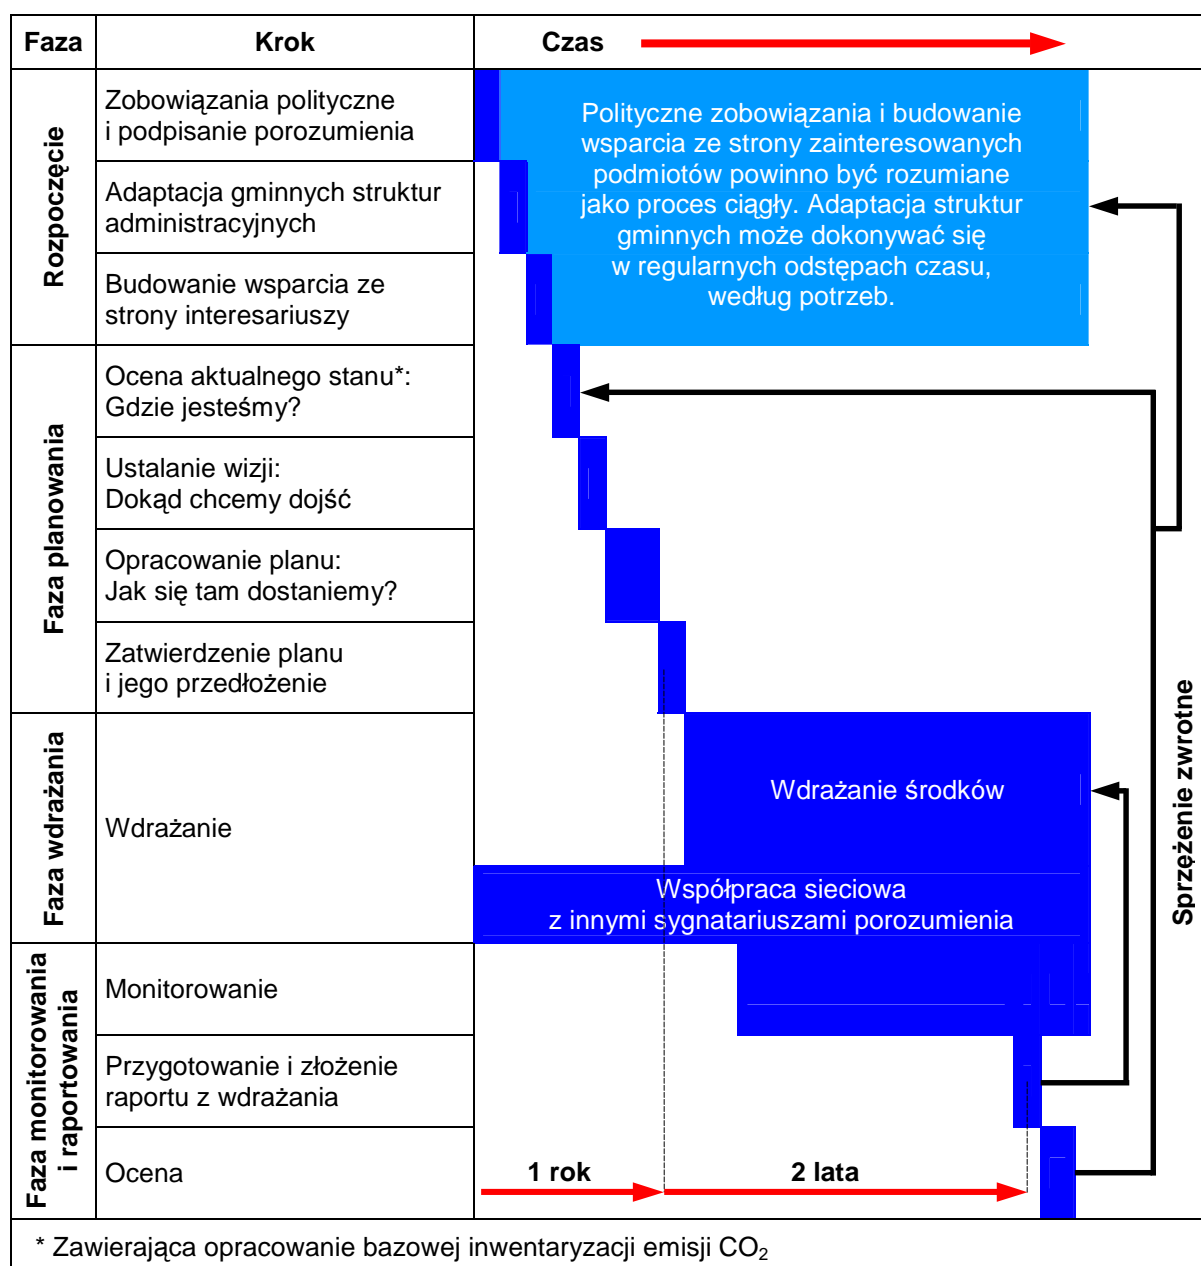 Faza
Krok
Czas
Rozpoczęcie
Zobowiązania polityczne
i podpisanie porozumienia
Polityczne zobowiązania i budowanie
wsparcia ze strony zainteresowanych
podmiotów powinno być rozumiane
jako proces ciągły. Adaptacja struktur
gminnych może dokonywać się
w regularnych odstępach czasu,
według potrzeb.
Adaptacja gminnych struktur
administracyjnych
Budowanie wsparcia ze
strony interesariuszy
Faza planowania
Ocena aktualnego stanu*:
Gdzie jesteśmy?
Ustalanie wizji:
Dokąd chcemy dojść
Opracowanie planu:
Jak się tam dostaniemy?
Zatwierdzenie planu
i jego przedłożenie
Faza wdrażania
Wdrażanie
Wdrażanie środków
Współpraca sieciowa
z innymi sygnatariuszami porozumienia
Faza monitorowania
i raportowania
Monitorowanie
Przygotowanie i złożenie
raportu z wdrażania
Ocena
1 rok
2 lata
Sprzężenie zwrotne
* Zawierająca opracowanie bazowej inwentaryzacji emisji CO₂